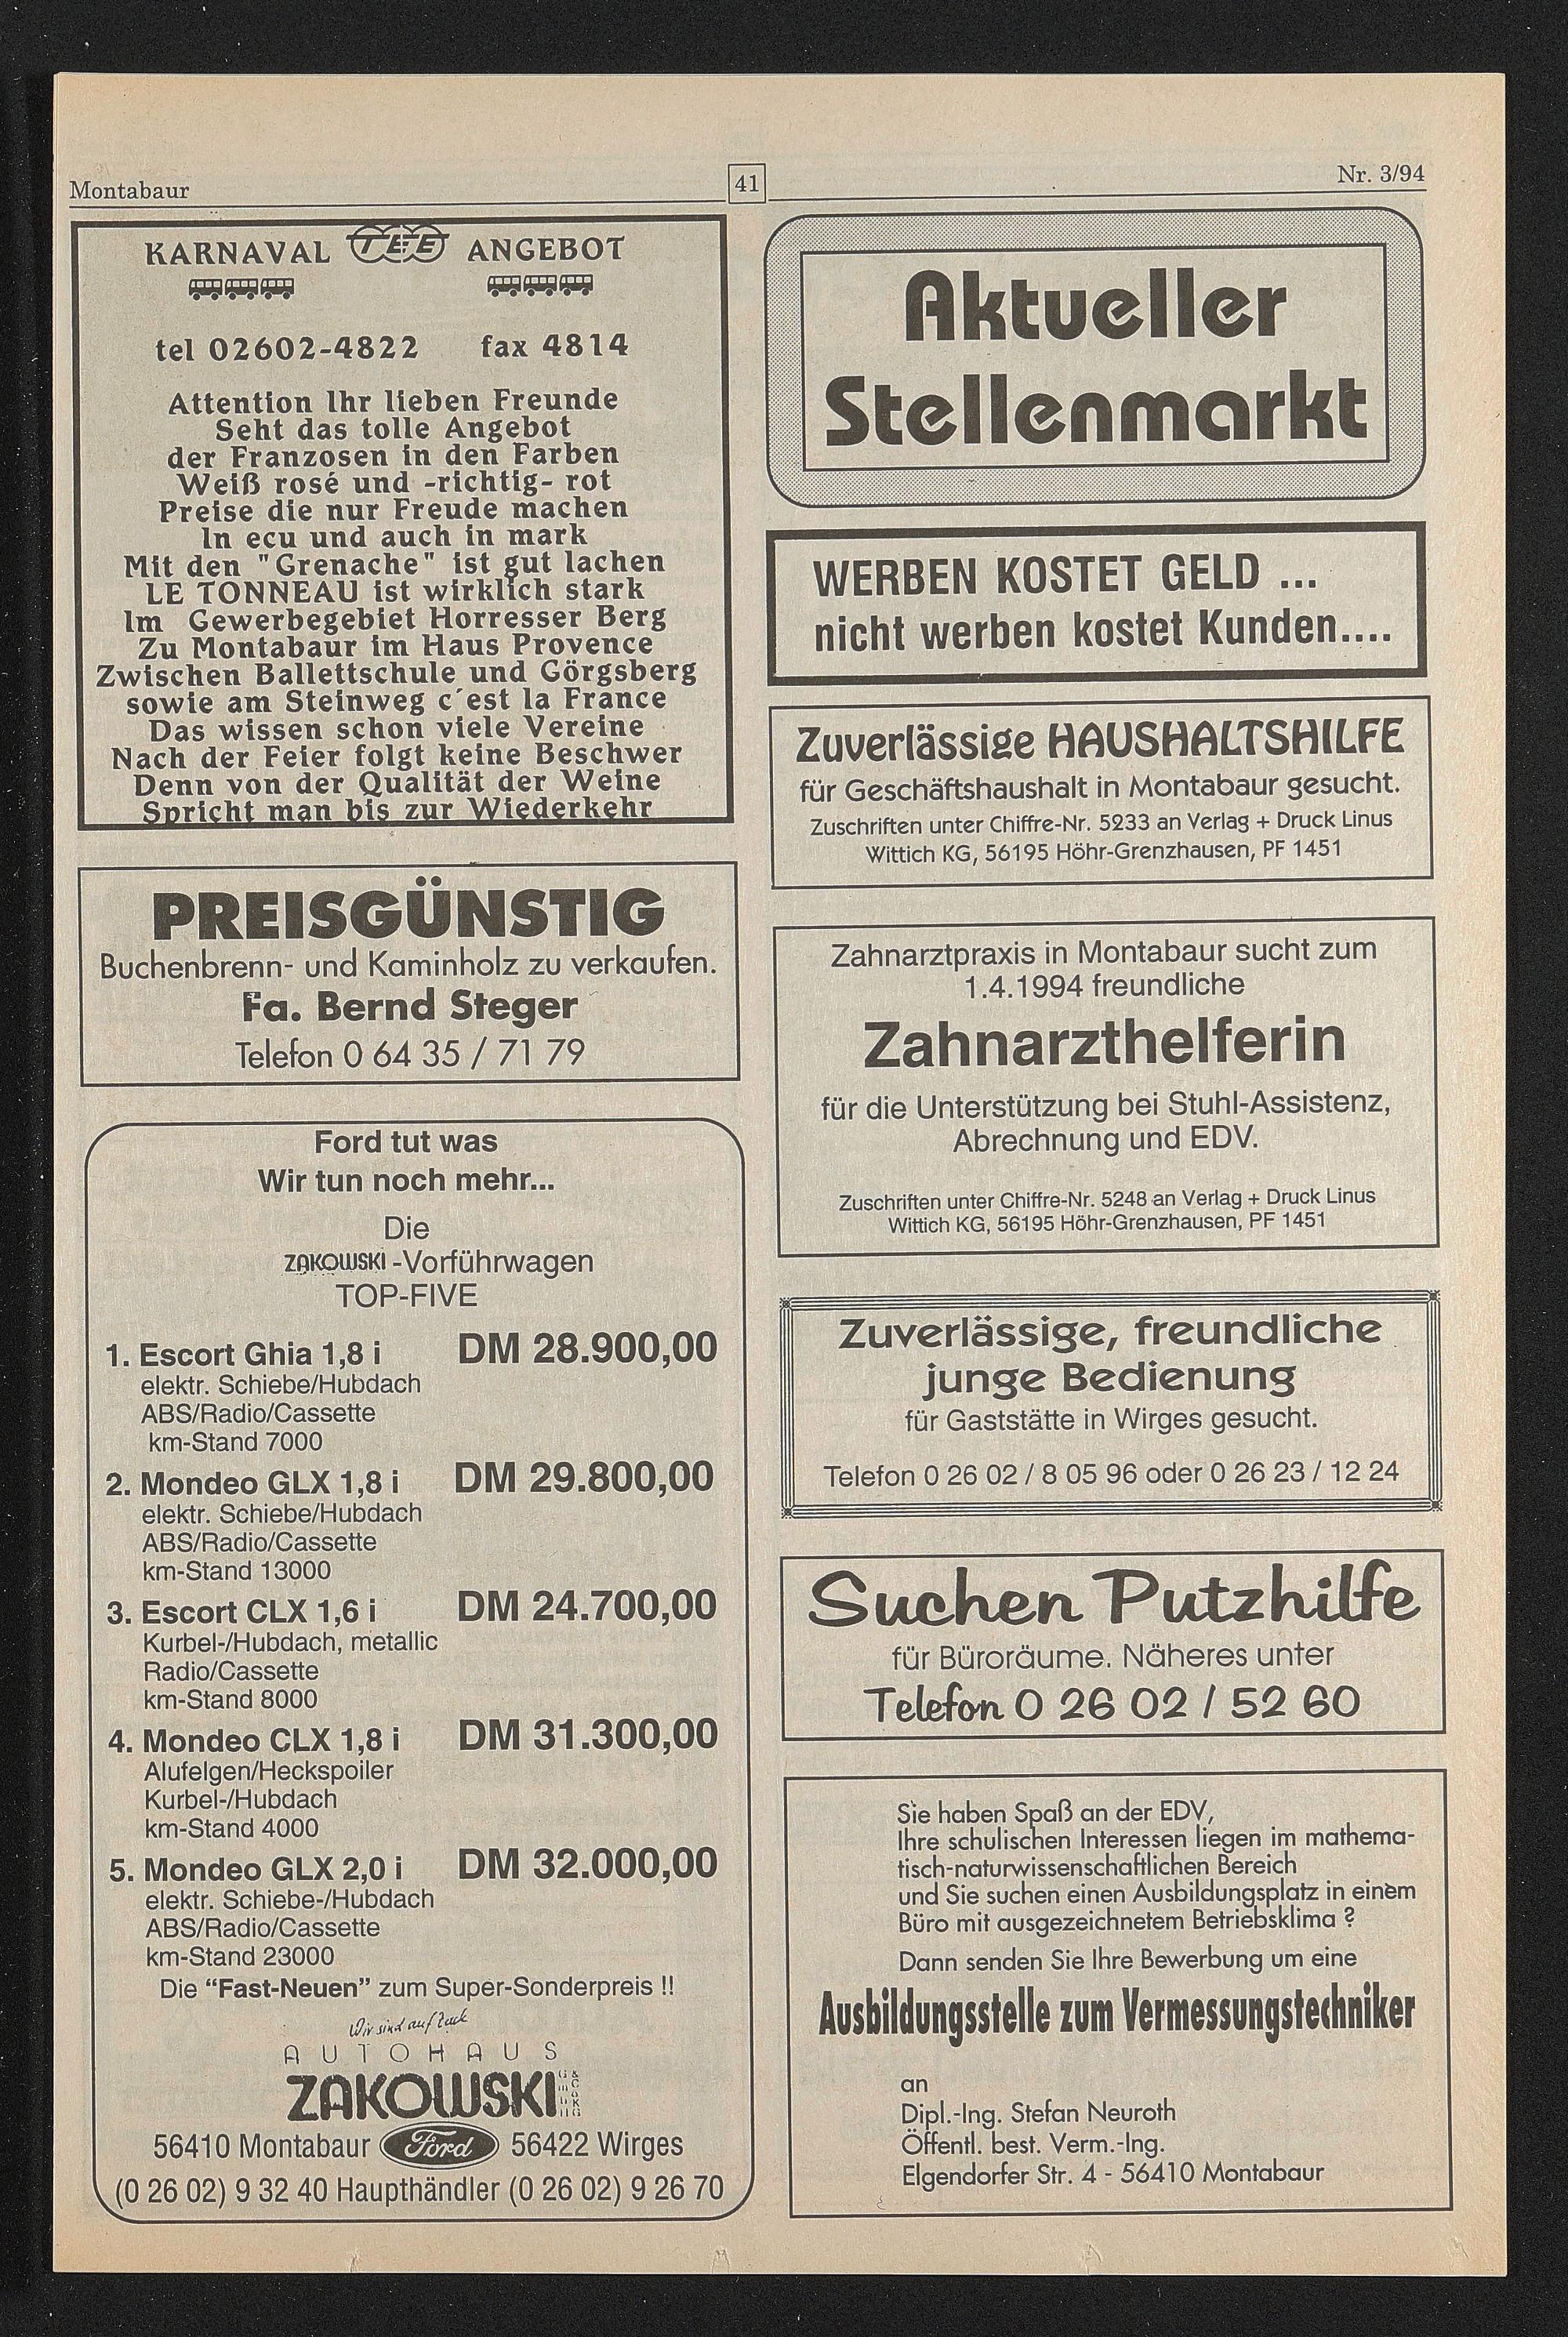 Montabaur
41
Nr. 3/94
KARNAVAL TEE ANGEBOT
tel 02602-4822 fax 4814
Attention Ihr lieben Freunde
Seht das tolle Angebot
der Franzosen in den Farben
Weiß rosé und -richtig- rot
Preise die nur Freude machen
In ecu und auch in mark
Mit den "Grenache" ist gut lachen
LE TONNEAU ist wirklich stark
Im Gewerbegebiet Horresser Berg
Zu Montabaur im Haus Provence
Zwischen Ballettschule und Görgsberg
sowie am Steinweg c´est la France
Das wissen schon viele Vereine
Nach der Feier folgt keine Beschwer
Denn von der Qualität der Weine
Spricht man bis zur Wiederkehr
PREISGÜNSTIG
Buchenbrenn- und Kaminholz zu verkaufen.
Fa. Bernd Steger
Telefon 0 64 35 / 71 79
Ford tut was
Wir tun noch mehr...
Die
ZAKOWSKI -Vorführwagen
TOP-FIVE
1. Escort Ghia 1,8 i DM 28.900,00
elektr. Schiebe/Hubdach
ABS/Radio/Cassette
km-Stand 7000
2. Mondeo GLX 1,8 i DM 29.800,00
elektr. Schiebe/Hubdach
ABS/Radio/Cassette
km-Stand 13000
3. Escort CLX 1,6 i DM 24.700,00
Kurbel-/Hubdach, metallic
Radio/Cassette
km-Stand 8000
4. Mondeo CLX 1,8 i DM 31.300,00
Alufelgen/Heckspoiler
Kurbel-/Hubdach
km-Stand 4000
5. Mondeo GLX 2,0 i DM 32.000,00
elektr. Schiebe-/Hubdach
ABS/Radio/Cassette
km-Stand 23000
Die “Fast-Neuen” zum Super-Sonderpreis !!
Wir sind auf Zack
AUTOHAUS
ZAKOWSKI GmbH & Co KG
56410 Montabaur Ford 56422 Wirges
(0 26 02) 9 32 40 Haupthändler (0 26 02) 9 26 70
Aktueller
Stellenmarkt
WERBEN KOSTET GELD ...
nicht werben kostet Kunden....
Zuverlässige HAUSHALTSHILFE
für Geschäftshaushalt in Montabaur gesucht.
Zuschriften unter Chiffre-Nr. 5233 an Verlag + Druck Linus
Wittich KG, 56195 Höhr-Grenzhausen, PF 1451
Zahnarztpraxis in Montabaur sucht zum
1.4.1994 freundliche
Zahnarzthelferin
für die Unterstützung bei Stuhl-Assistenz,
Abrechnung und EDV.
Zuschriften unter Chiffre-Nr. 5248 an Verlag + Druck Linus
Wittich KG, 56195 Höhr-Grenzhausen, PF 1451
Zuverlässige, freundliche
junge Bedienung
für Gaststätte in Wirges gesucht.
Telefon 0 26 02 / 8 05 96 oder 0 26 23 / 12 24
Suchen Putzhilfe
für Büroräume. Näheres unter
Telefon 0 26 02 / 52 60
Sie haben Spaß an der EDV,
Ihre schulischen Interessen liegen im mathema-
tisch-naturwissenschaftlichen Bereich
und Sie suchen einen Ausbildungsplatz in einem
Büro mit ausgezeichnetem Betriebsklima ?
Dann senden Sie Ihre Bewerbung um eine
Ausbildungsstelle zum Vermessungstechniker
an
Dipl.-Ing. Stefan Neuroth
Öffentl. best. Verm.-Ing.
Elgendorfer Str. 4 - 56410 Montabaur